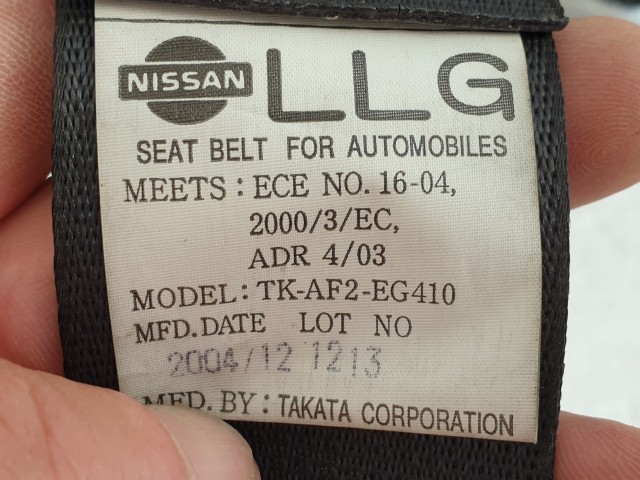 NISSAN LLG
SEAT BELT FOR AUTOMOBILES
MEETS : ECE NO. 16-04,
2000/3/EC,
ADR 4/03
MODEL: TK-AF2-EG410
MFD.DATE LOT NO
2004/12 1213
MFD. BY : TAKATA CORPORATION